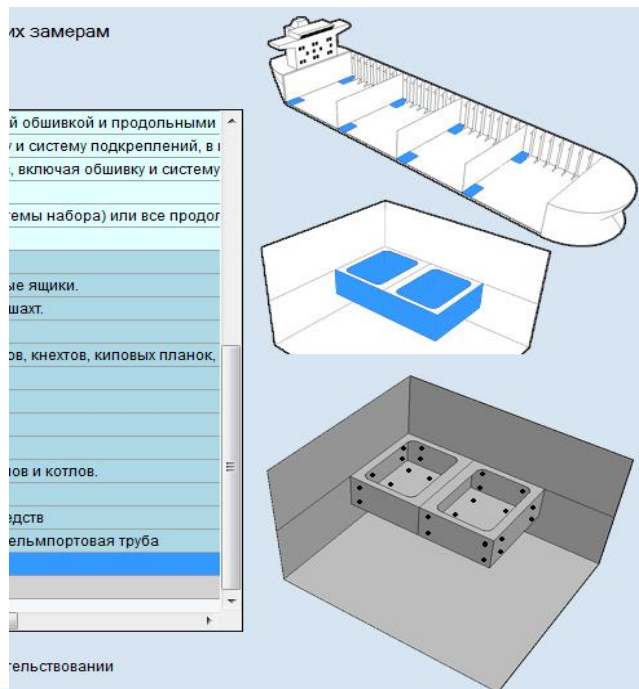 их замерам
й обшивкой и продольными
у и систему подкреплений, в
, включая обшивку и систему
темы набора) или все продол
ые ящики.
шахт.
ов, кнехтов, киповых планок,
нов и котлов.
едств
ельмпортовая труба
тельствовании